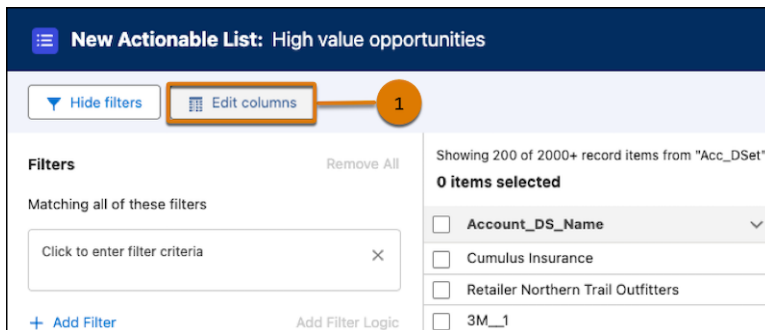 New Actionable List: High value opportunities
Hide filters
Edit columns
1
Filters
Remove All
Matching all of these filters
Click to enter filter criteria
+ Add Filter
Add Filter Logic
Showing 200 of 2000+ record items from "Acc_DSet"
0 items selected
Account_DS_Name
Cumulus Insurance
Retailer Northern Trail Outfitters
3M__1